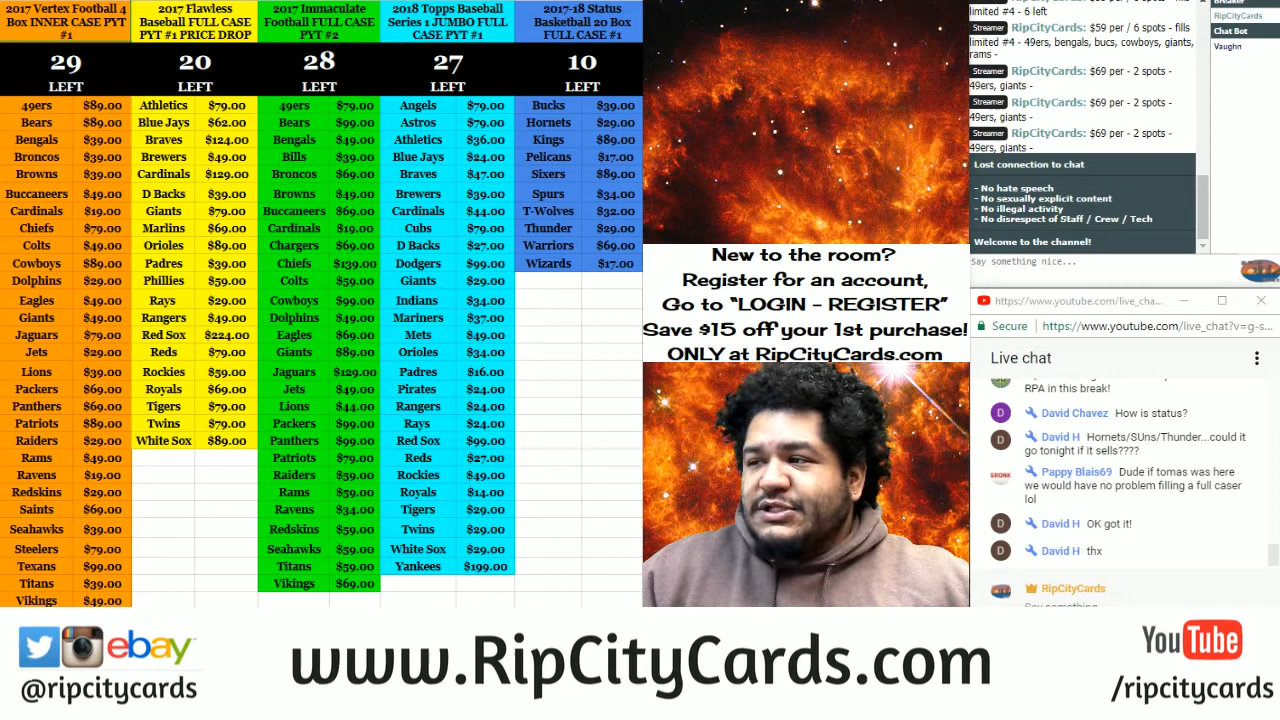 2017 Vertex Football 4
Box INNER CASE PYT
#1
29
LEFT
49ers $89.00
Bears $89.00
Bengals $39.00
Broncos $39.00
Browns $39.00
Buccaneers $49.00
Cardinals $19.00
Chiefs $79.00
Colts $49.00
Cowboys $89.00
Dolphins $29.00
Eagles $49.00
Giants $49.00
Jaguars $79.00
Jets $29.00
Lions $39.00
Packers $69.00
Panthers $69.00
Patriots $89.00
Raiders $29.00
Rams $49.00
Ravens $19.00
Redskins $29.00
Saints $69.00
Seahawks $39.00
Steelers $79.00
Texans $99.00
Titans $39.00
Vikings $49.00
2017 Flawless
Baseball FULL CASE
PYT #1 PRICE DROP
20
LEFT
Athletics $79.00
Blue Jays $62.00
Braves $124.00
Brewers $49.00
Cardinals $129.00
D Backs $39.00
Giants $79.00
Marlins $69.00
Orioles $89.00
Padres $39.00
Phillies $59.00
Rays $29.00
Rangers $49.00
Red Sox $224.00
Reds $79.00
Rockies $59.00
Royals $69.00
Tigers $79.00
Twins $79.00
White Sox $89.00
2017 Immaculate
Football FULL CASE
PYT #2
28
LEFT
49ers $79.00
Bears $99.00
Bengals $49.00
Bills $39.00
Broncos $69.00
Browns $49.00
Buccaneers $69.00
Cardinals $19.00
Chargers $69.00
Chiefs $139.00
Colts $59.00
Cowboys $99.00
Dolphins $49.00
Eagles $69.00
Giants $89.00
Jaguars $129.00
Jets $49.00
Lions $44.00
Packers $99.00
Panthers $99.00
Patriots $79.00
Raiders $59.00
Rams $59.00
Ravens $34.00
Redskins $59.00
Seahawks $59.00
Titans $59.00
Vikings $69.00
2018 Topps Baseball
Series 1 JUMBO FULL
CASE PYT #1
27
LEFT
Angels $79.00
Astros $79.00
Athletics $36.00
Blue Jays $24.00
Braves $47.00
Brewers $39.00
Cardinals $44.00
Cubs $79.00
D Backs $27.00
Dodgers $99.00
Giants $29.00
Indians $34.00
Mariners $37.00
Mets $49.00
Orioles $34.00
Padres $16.00
Pirates $24.00
Rangers $24.00
Rays $24.00
Red Sox $99.00
Reds $27.00
Rockies $49.00
Royals $14.00
Tigers $29.00
Twins $29.00
White Sox $29.00
Yankees $199.00
2017-18 Status
Basketball 20 Box
FULL CASE #1
10
LEFT
Bucks $39.00
Hornets $29.00
Kings $89.00
Pelicans $17.00
Sixers $89.00
Spurs $34.00
T-Wolves $32.00
Thunder $29.00
Warriors $69.00
Wizards $17.00
New to the room?
Register for an account,
Go to “LOGIN - REGISTER”
Save $15 off your 1st purchase!
ONLY at RipCityCards.com
limited #4 - 6 left
Streamer RipCityCards: $59 per / 6 spots - fills
limited #4 - 49ers, bengals, bucs, cowboys, giants,
rams -
Streamer RipCityCards: $69 per - 2 spots -
49ers, giants -
Streamer RipCityCards: $69 per - 2 spots -
49ers, giants -
Streamer RipCityCards: $69 per - 2 spots -
49ers, giants -
Lost connection to chat
- No hate speech
- No sexually explicit content
- No illegal activity
- No disrespect of Staff / Crew / Tech
Welcome to the channel!
Say something nice...
RipCityCards
Chat Bot
Vaughn
https://www.youtube.com/live_cha...
Secure https://www.youtube.com/live_chat?v=g-s...
Live chat
RPA in this break!
D David Chavez How is status?
D David H Hornets/SUns/Thunder...could it
go tonight if it sells????
GRONK Pappy Blais69 Dude if tomas was here
we would have no problem filling a full caser
lol
D David H OK got it!
D David H thx
RipCityCards
Say something
ebay
@ripcitycards
www.RipCityCards.com
YouTube
/ripcitycards